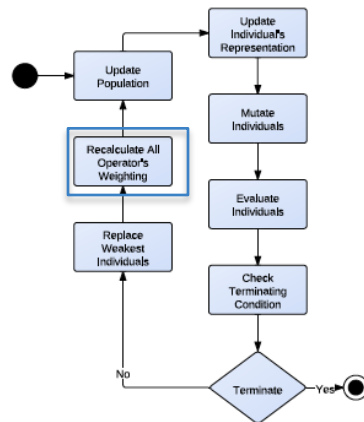 Update
Population
Update
Individual's
Representation
Mutate
Individuals
Evaluate
Individuals
Check
Terminating
Condition
Terminate
Yes
No
Replace
Weakest
Individuals
Recalculate All
Operator's
Weighting